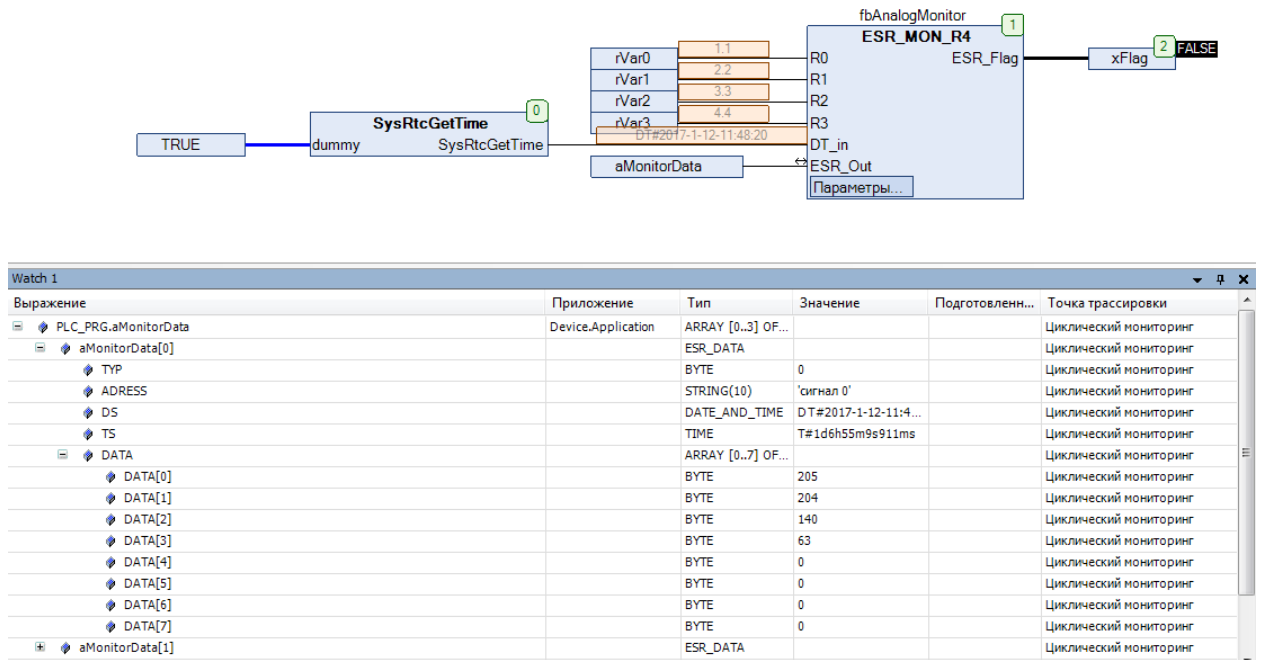 fbAnalogMonitor
1
ESR_MON_R4
rVar0 1.1 R0 ESR_Flag xFlag 2 FALSE
rVar1 2.2 R1
rVar2 3.3 R2
rVar3 4.4 R3
0
SysRtcGetTime
DT#2017-1-12-11:48:20
TRUE dummy SysRtcGetTime DT_in
aMonitorData ESR_Out
Параметры...
Watch 1
Выражение Приложение Тип Значение Подготовленн... Точка трассировки
PLC_PRG.aMonitorData Device.Application ARRAY [0..3] OF... Циклический мониторинг
aMonitorData[0] ESR_DATA Циклический мониторинг
TYP BYTE 0 Циклический мониторинг
ADRESS STRING(10) 'сигнал 0' Циклический мониторинг
DS DATE_AND_TIME DT#2017-1-12-11:4... Циклический мониторинг
TS TIME T#1d6h55m9s911ms Циклический мониторинг
DATA ARRAY [0..7] OF... Циклический мониторинг
DATA[0] BYTE 205 Циклический мониторинг
DATA[1] BYTE 204 Циклический мониторинг
DATA[2] BYTE 140 Циклический мониторинг
DATA[3] BYTE 63 Циклический мониторинг
DATA[4] BYTE 0 Циклический мониторинг
DATA[5] BYTE 0 Циклический мониторинг
DATA[6] BYTE 0 Циклический мониторинг
DATA[7] BYTE 0 Циклический мониторинг
aMonitorData[1] ESR_DATA Циклический мониторинг